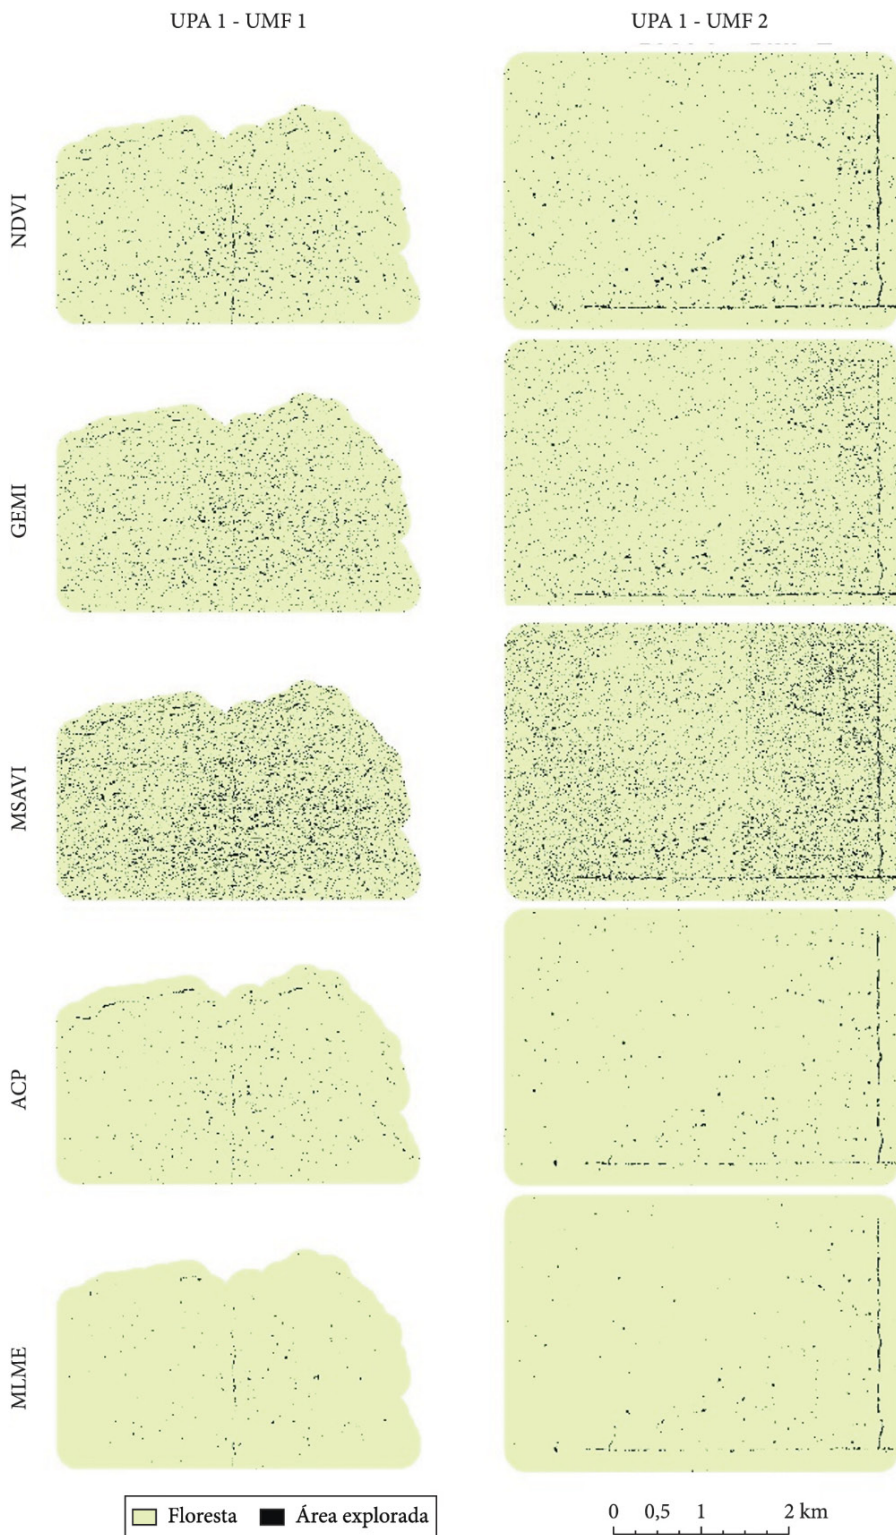 UPA 1 - UMF 1 UPA 1 - UMF 2
NDVI
GEMI
MSAVI
ACP
MLME
Floresta Área explorada
0 0,5 1 2 km